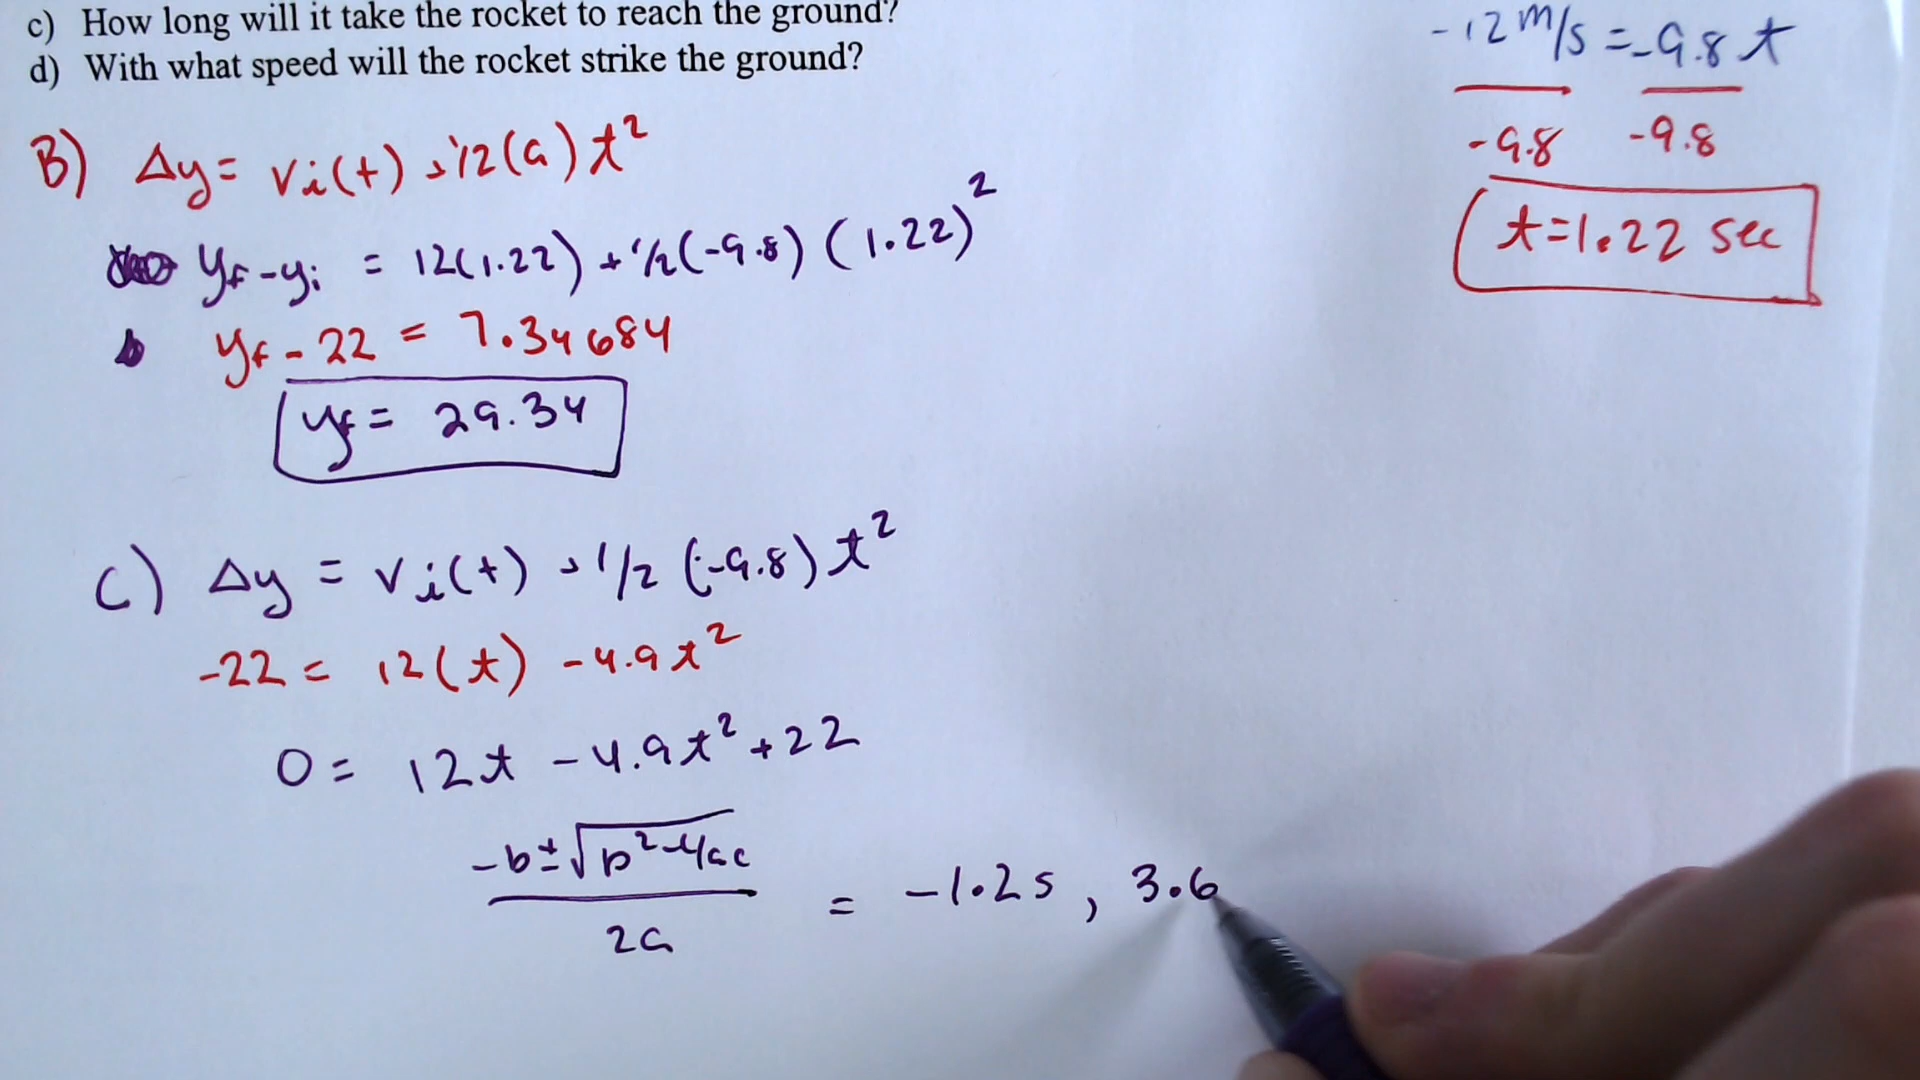 c) How long will it take the rocket to reach the ground?
d) With what speed will the rocket strike the ground?
-12 m/s = -9.8 t
-9.8 -9.8
t=1.22 sec
B) Δy = vi(t) + 1/2(a) t²
yf - yi = 12(1.22) + 1/2(-9.8) (1.22)²
yf - 22 = 7.34684
yf = 29.34
C) Δy = vi(t) + 1/2 (-9.8) t²
-22 = 12(t) - 4.9t²
0 = 12t - 4.9t² + 22
-b±√b²-4ac
= -1.2s, 3.6
2a